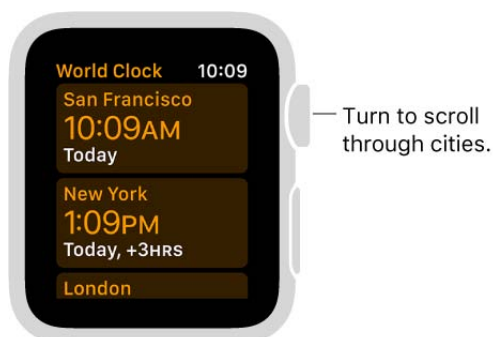 World Clock 10:09
San Francisco
10:09AM
Today
New York
1:09PM
Today, +3HRS
London
Turn to scroll
through cities.